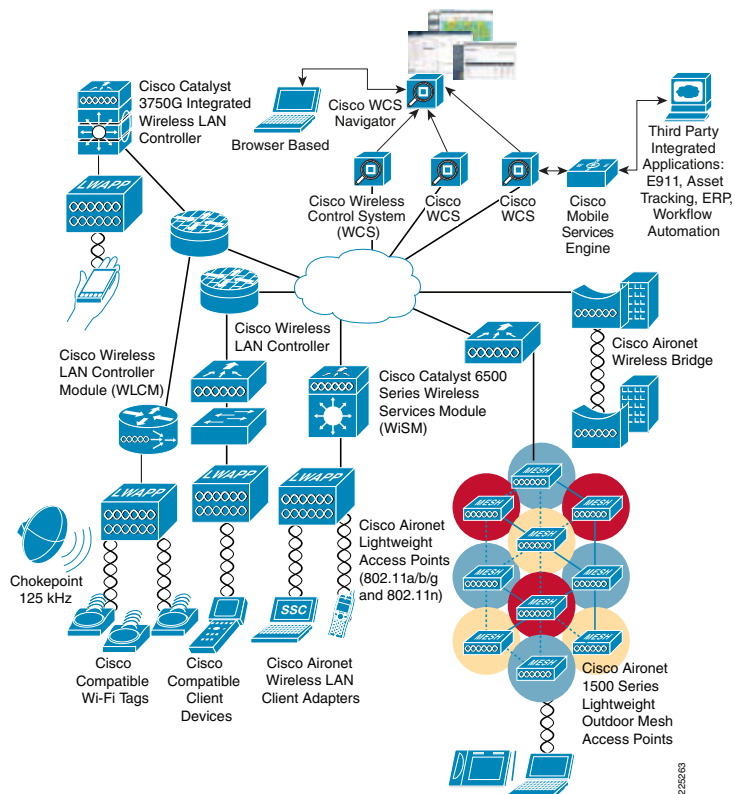 Cisco Catalyst
3750G Integrated
Wireless LAN
Controller
Browser Based
Cisco WCS
Navigator
Third Party
Integrated
Applications:
E911, Asset
Tracking, ERP,
Workflow
Automation
Cisco Wireless
Control System
(WCS)
Cisco
WCS
Cisco
WCS
Cisco
Mobile
Services
Engine
LWAPP
Cisco Wireless
LAN Controller
Cisco Wireless
LAN Controller
Module (WLCM)
Cisco Catalyst 6500
Series Wireless
Services Module
(WiSM)
Cisco Aironet
Wireless Bridge
LWAPP
LWAPP
LWAPP
Cisco Aironet
Lightweight
Access Points
(802.11a/b/g
and 802.11n)
MESH
MESH
MESH
MESH
MESH
MESH
MESH
MESH
MESH
MESH
Chokepoint
125 kHz
SSC
Cisco
Compatible
Wi-Fi Tags
Cisco
Compatible
Client
Devices
Cisco Aironet
Wireless LAN
Client Adapters
Cisco Aironet
1500 Series
Lightweight
Outdoor Mesh
Access Points
225263